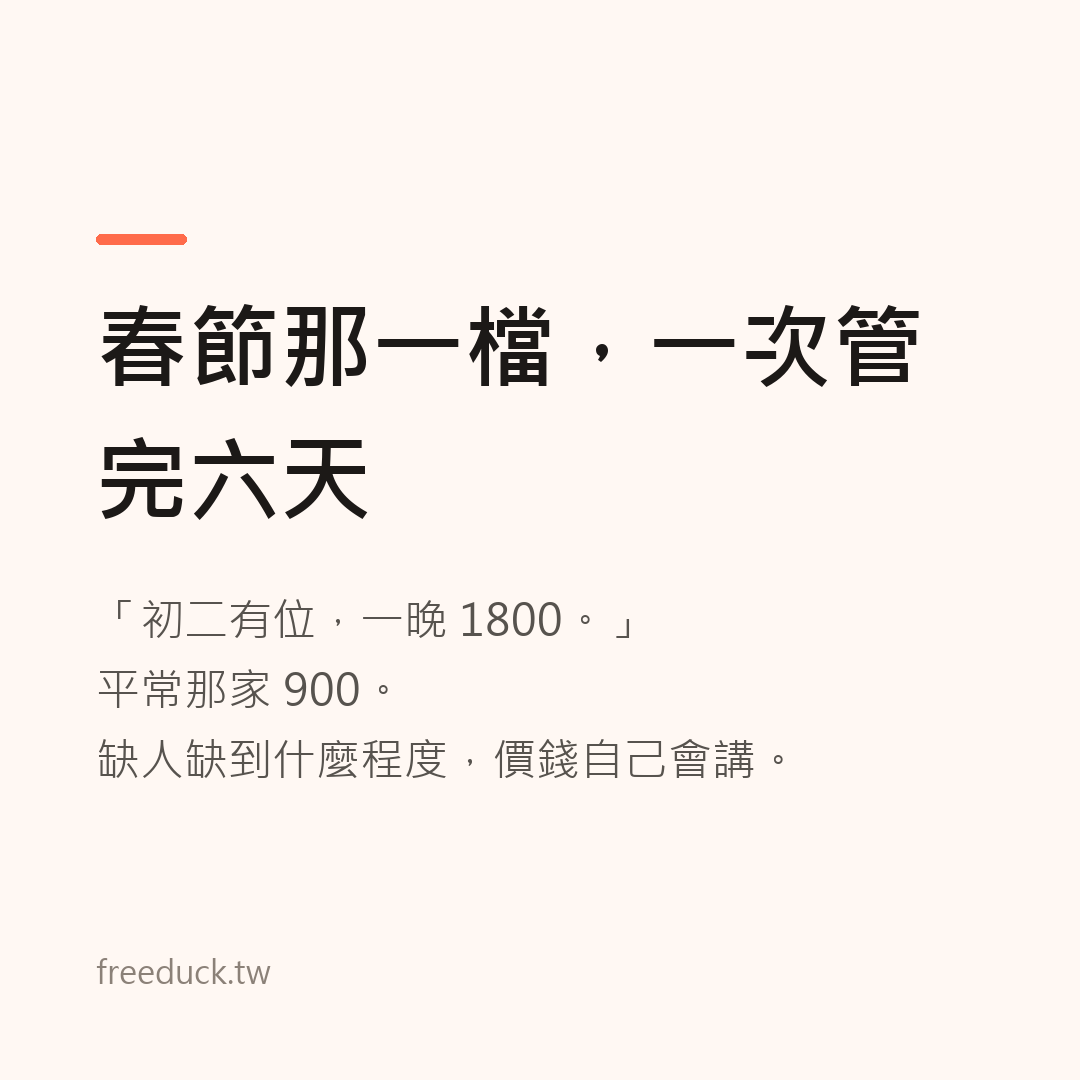 春節那一檔，一次管
完六天
「初二有位，一晚 1800。」
平常那家 900。
缺人缺到什麼程度，價錢自己會講。
freeduck.tw